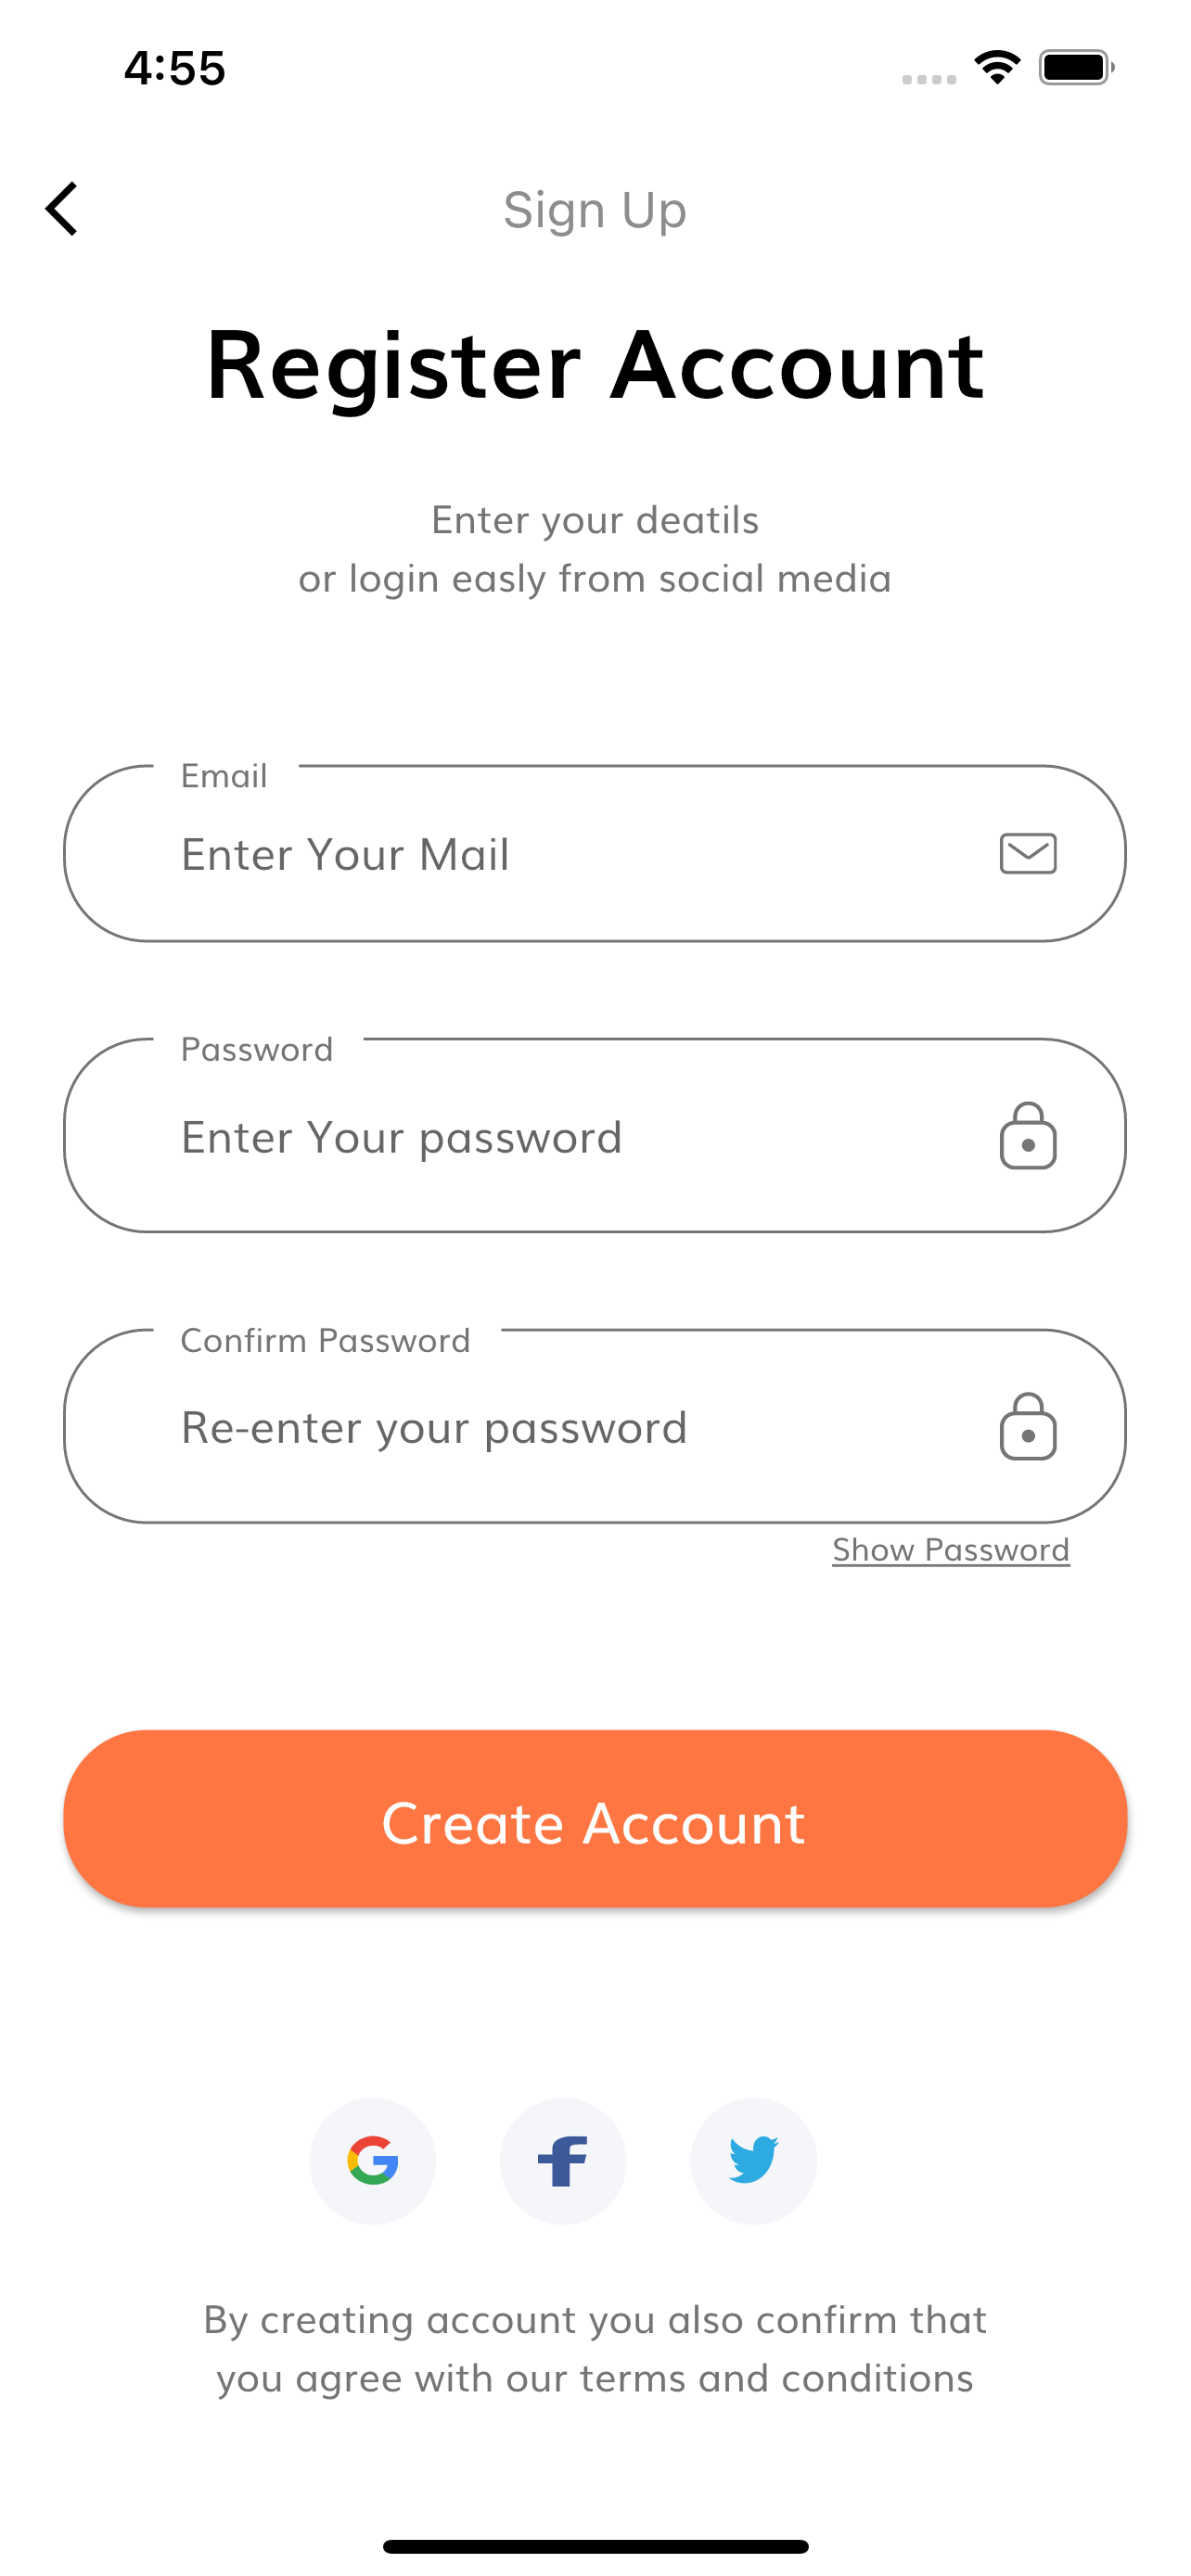 4:55
Sign Up
Register Account
Enter your deatils
or login easly from social media
Email
Enter Your Mail
Password
Enter Your password
Confirm Password
Re-enter your password
Show Password
Create Account
By creating account you also confirm that
you agree with our terms and conditions